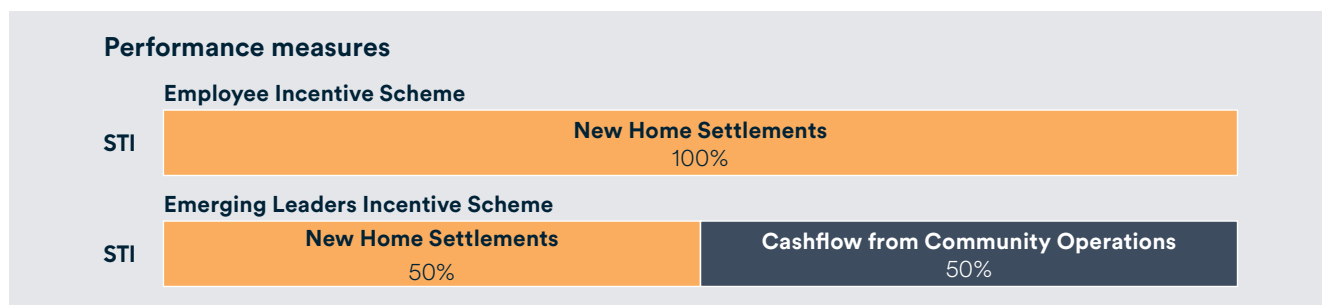 Performance measures
Employee Incentive Scheme
STI
New Home Settlements
100%
Emerging Leaders Incentive Scheme
STI
New Home Settlements
50%
Cashflow from Community Operations
50%